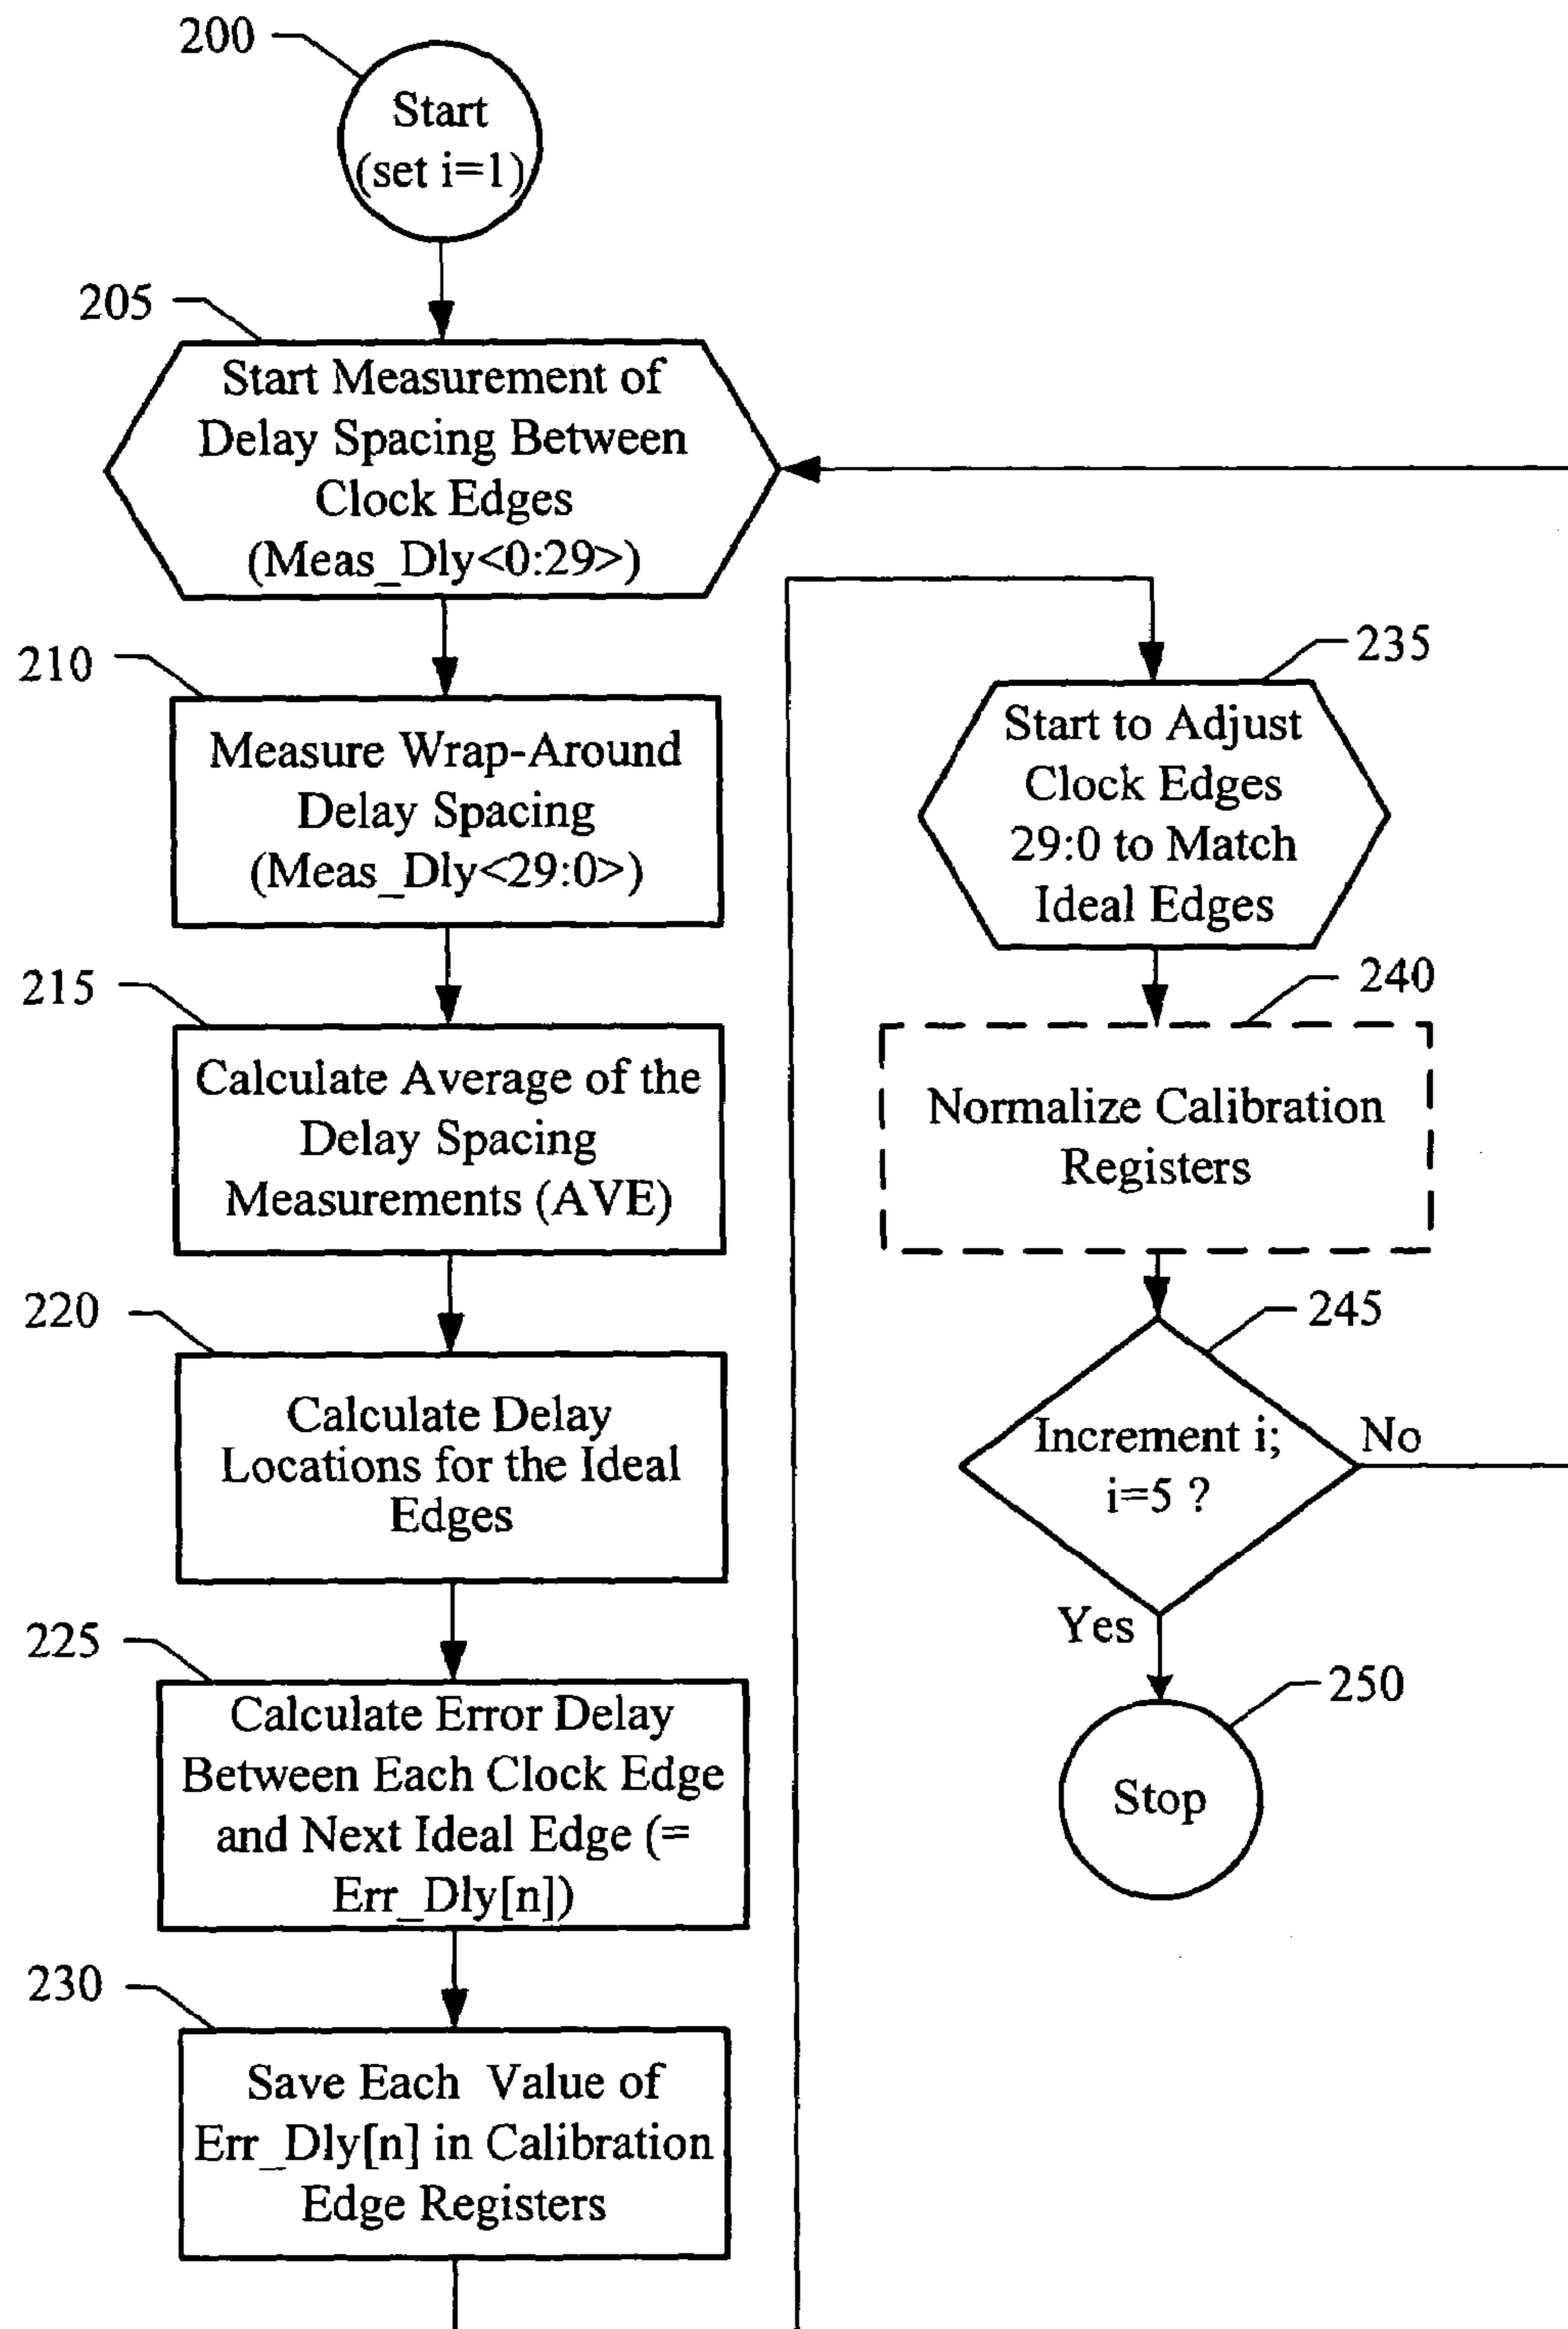 200
Start
(set i=1)
205
Start Measurement of
Delay Spacing Between
Clock Edges
(Meas_Dly<0:29>)
210
Measure Wrap-Around
Delay Spacing
(Meas_Dly<29:0>)
215
Calculate Average of the
Delay Spacing
Measurements (AVE)
220
Calculate Delay
Locations for the Ideal
Edges
225
Calculate Error Delay
Between Each Clock Edge
and Next Ideal Edge (=
Err_Dly[n])
230
Save Each Value of
Err_Dly[n] in Calibration
Edge Registers
235
Start to Adjust
Clock Edges
29:0 to Match
Ideal Edges
240
Normalize Calibration
Registers
245
Increment i;
i=5 ?
No
Yes
250
Stop